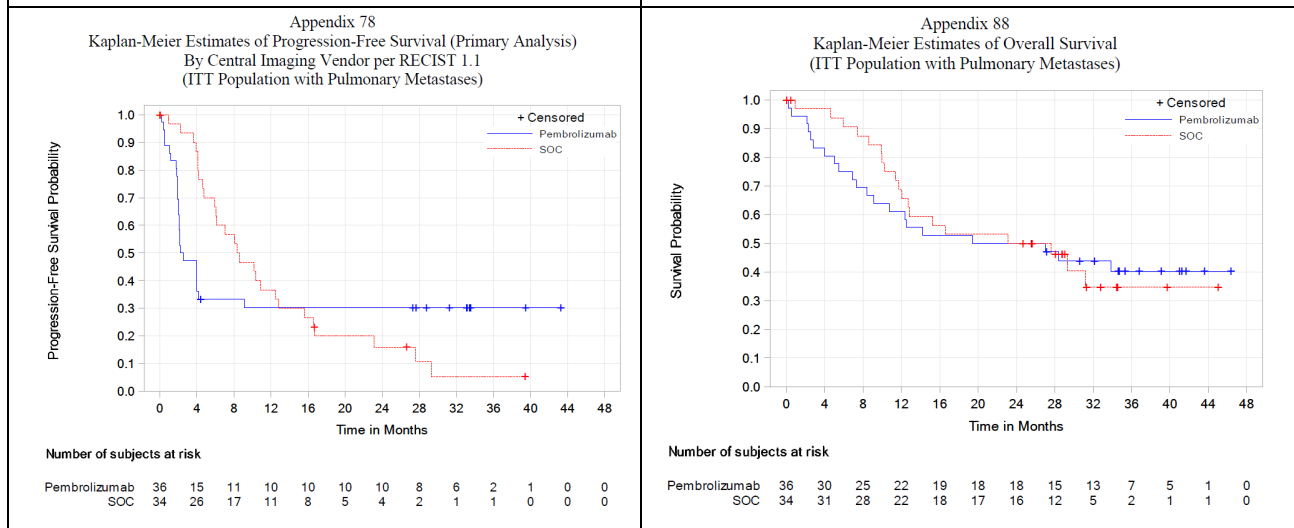 Appendix 78
Kaplan-Meier Estimates of Progression-Free Survival (Primary Analysis)
By Central Imaging Vendor per RECIST 1.1
(ITT Population with Pulmonary Metastases)
+ Censored
Pembrolizumab
SOC
Progression-Free Survival Probability
1.0
0.9
0.8
0.7
0.6
0.5
0.4
0.3
0.2
0.1
0.0
0 4 8 12 16 20 24 28 32 36 40 44 48
Time in Months
Number of subjects at risk
Pembrolizumab 36 15 11 10 10 10 10 8 6 2 1 0 0
SOC 34 26 17 11 8 5 4 2 1 1 0 0 0
Appendix 88
Kaplan-Meier Estimates of Overall Survival
(ITT Population with Pulmonary Metastases)
+ Censored
Pembrolizumab
SOC
Survival Probability
1.0
0.9
0.8
0.7
0.6
0.5
0.4
0.3
0.2
0.1
0.0
0 4 8 12 16 20 24 28 32 36 40 44 48
Time in Months
Number of subjects at risk
Pembrolizumab 36 30 25 22 19 18 18 15 13 7 5 1 0
SOC 34 31 28 22 18 17 16 12 5 2 1 1 0